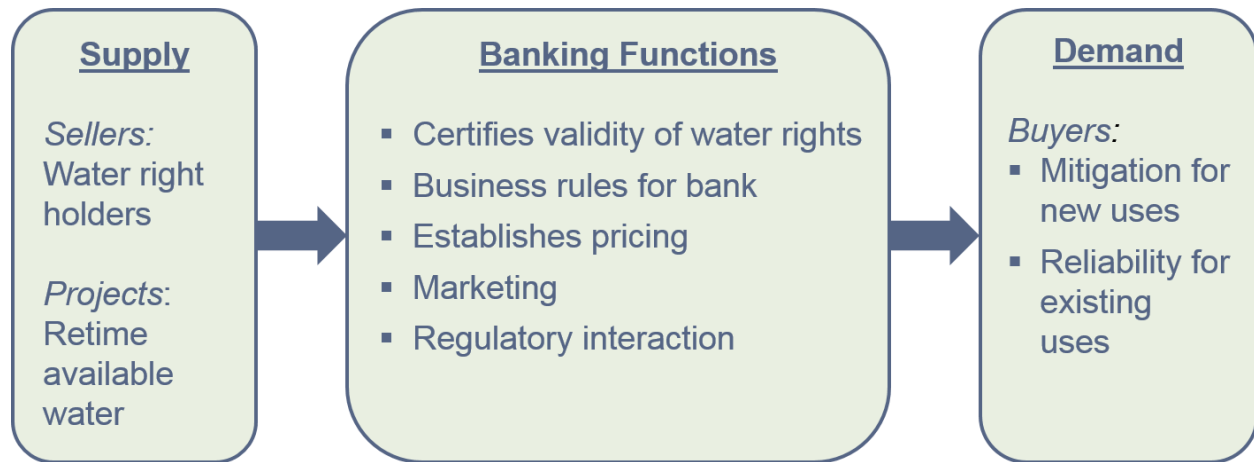 Supply
Sellers:
Water right
holders
Projects:
Retime
available
water
Banking Functions
▪ Certifies validity of water rights
▪ Business rules for bank
▪ Establishes pricing
▪ Marketing
▪ Regulatory interaction
Demand
Buyers:
▪ Mitigation for
new uses
▪ Reliability for
existing
uses